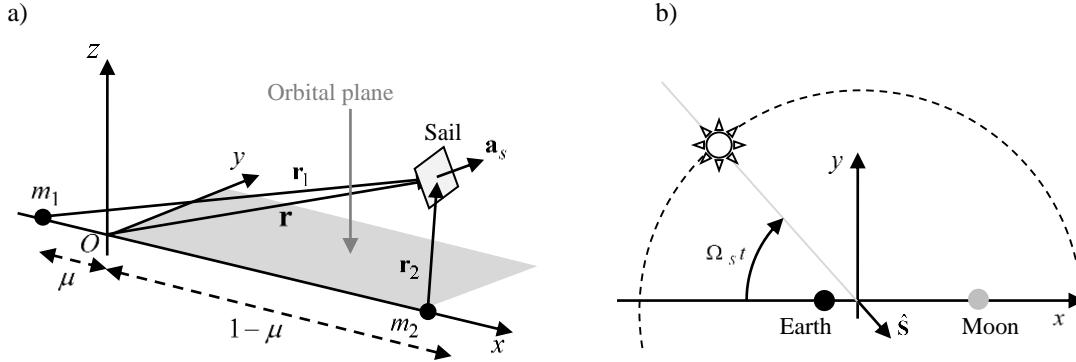 a)
b)
z
Orbital plane
Sail
a_s
y
r_1
m_1
r
O
r_2
μ
1 − μ
m_2
x
y
Ω_s t
Earth
ŝ
Moon
x